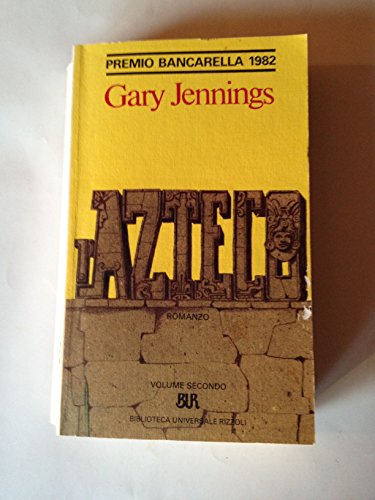 PREMIO BANCARELLA 1982
Gary Jennings
L'AZTECO
ROMANZO
VOLUME SECONDO
BUR
BIBLIOTECA UNIVERSALE RIZZOLI